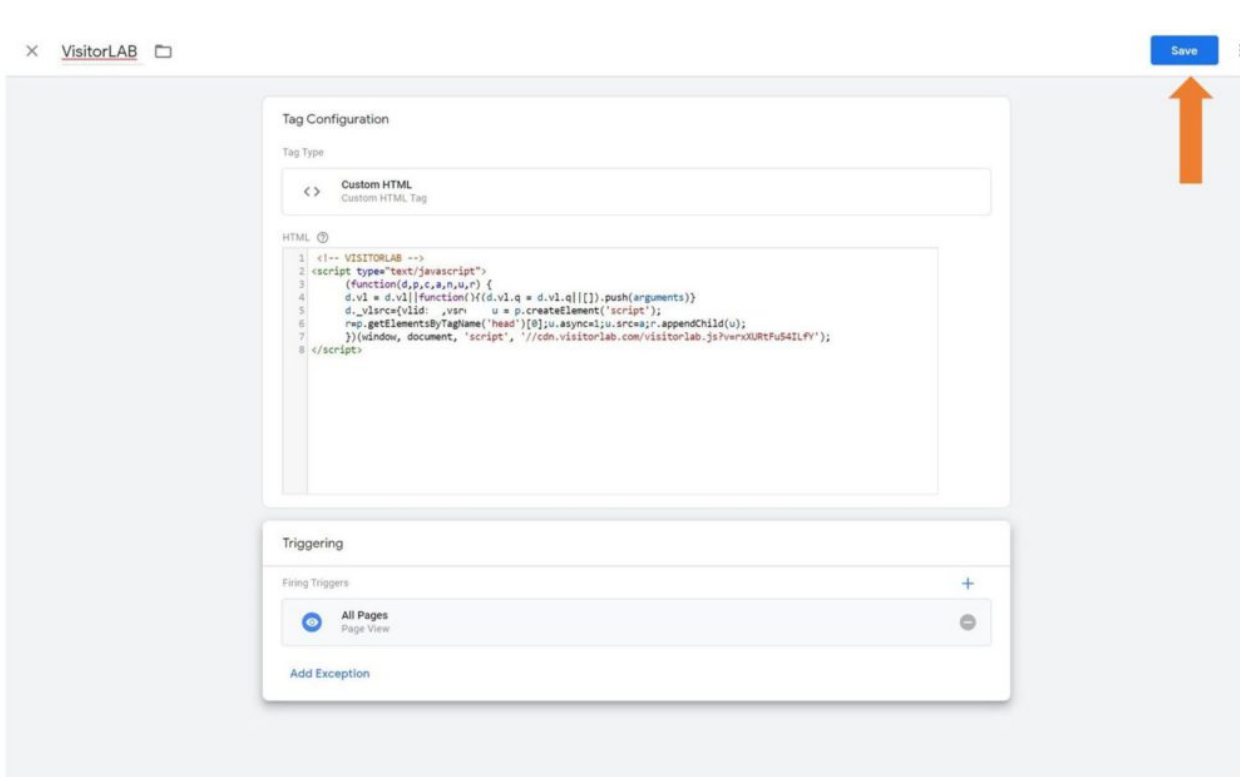 VisitorLAB
Save
Tag Configuration
Tag Type
Custom HTML
Custom HTML Tag
HTML
1 <!-- VISITORLAB -->
2 <script type="text/javascript">
3 (function(d,p,c,a,n,u,r) {
4 d.vl = d.vl||function(){(d.vl.q = d.vl.q||[]).push(arguments)}
5 d._vlsrc={vlid: ,vsr u = p.createElement('script');
6 r=p.getElementsByTagName('head')[0];u.async=1;u.src=a;r.appendChild(u);
7 })(window, document, 'script', '//cdn.visitorlab.com/visitorlab.js?v=rxXURtFu54ILfY');
8 </script>
Triggering
Firing Triggers
All Pages
Page View
Add Exception